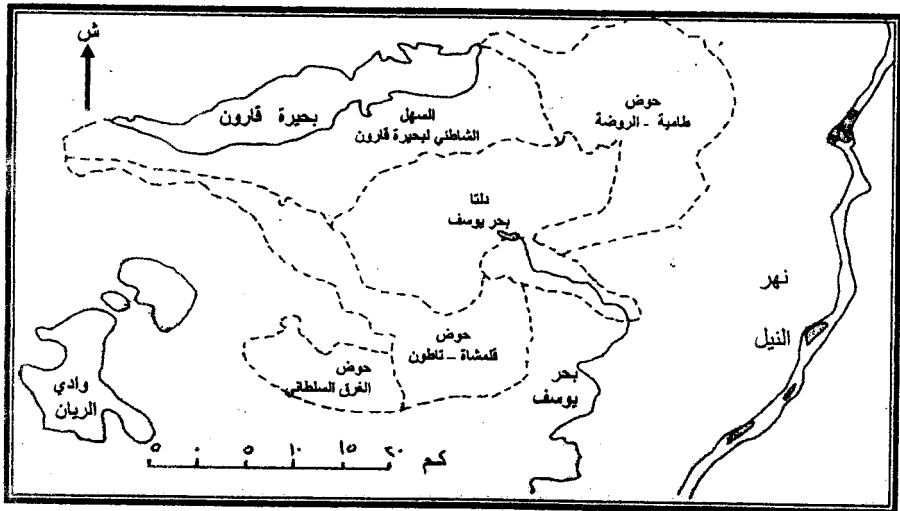 ش
بحيرة قارون
السهل
الشاطئي لبحيرة قارون
حوض
طامية - الروضة
دلتا
بحر يوسف
نهر
النيل
حوض
قلمشاة - تاطون
حوض
الغرق السلطاني
بحر
يوسف
وادي
الريان
٥ ٠ ٥ ١٠ ١٥ ٢٠ كم